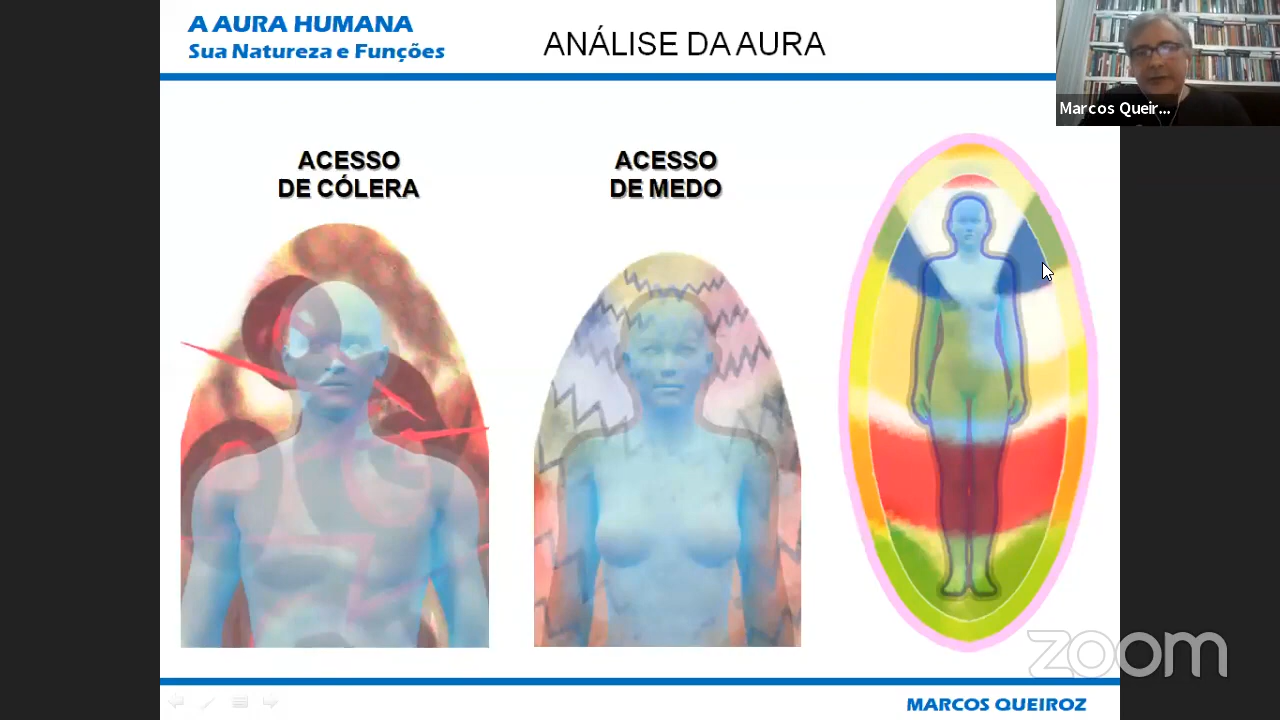 A AURA HUMANA
Sua Natureza e Funções
ANÁLISE DA AURA
Marcos Queir...
ACESSO
DE CÓLERA
ACESSO
DE MEDO
zoom
MARCOS QUEIROZ